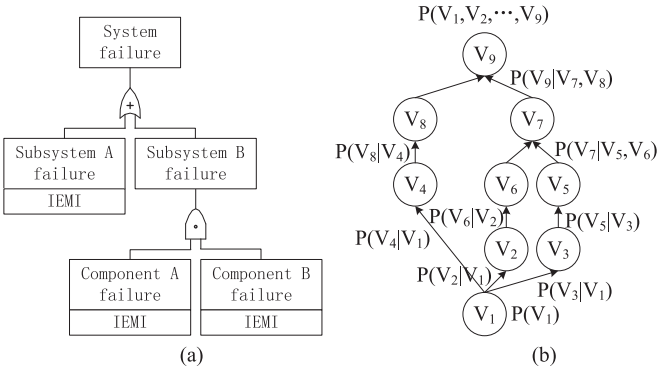 System
failure
+
Subsystem A
failure
IEMI
Subsystem B
failure
Component A
failure
IEMI
Component B
failure
IEMI
(a)
P(V₁,V₂,⋯,V₉)
V₉
P(V₉|V₇,V₈)
V₈
V₇
P(V₈|V₄)
P(V₇|V₅,V₆)
V₄
V₆
V₅
P(V₆|V₂)
P(V₅|V₃)
P(V₄|V₁)
V₂
V₃
P(V₂|V₁)
P(V₃|V₁)
V₁
P(V₁)
(b)